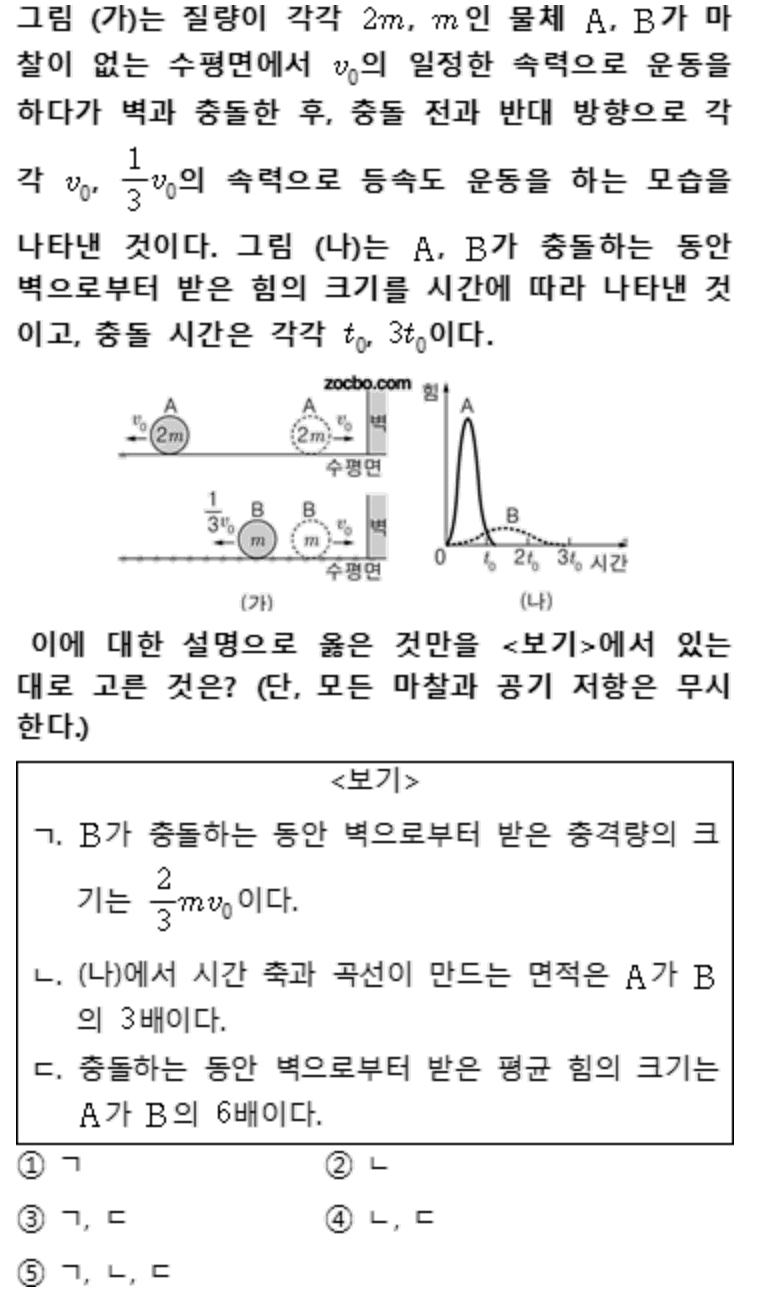 그림 (가)는 질량이 각각 2m, m인 물체 A, B가 마
찰이 없는 수평면에서 v₀의 일정한 속력으로 운동을
하다가 벽과 충돌한 후, 충돌 전과 반대 방향으로 각
각 v₀, 1/3 v₀의 속력으로 등속도 운동을 하는 모습을
나타낸 것이다. 그림 (나)는 A, B가 충돌하는 동안
벽으로부터 받은 힘의 크기를 시간에 따라 나타낸 것
이고, 충돌 시간은 각각 t₀, 3t₀이다.
zocbo.com
A A 힘 A
v₀ 2m 2m v₀ 벽
수평면
1/3 v₀ B B v₀ 벽 B
m m
수평면 0 t₀ 2t₀ 3t₀ 시간
(가) (나)
이에 대한 설명으로 옳은 것만을 <보기>에서 있는
대로 고른 것은? (단, 모든 마찰과 공기 저항은 무시
한다.)
<보기>
ㄱ. B가 충돌하는 동안 벽으로부터 받은 충격량의 크
기는 2/3 mv₀이다.
ㄴ. (나)에서 시간 축과 곡선이 만드는 면적은 A가 B
의 3배이다.
ㄷ. 충돌하는 동안 벽으로부터 받은 평균 힘의 크기는
A가 B의 6배이다.
① ㄱ ② ㄴ
③ ㄱ, ㄷ ④ ㄴ, ㄷ
⑤ ㄱ, ㄴ, ㄷ